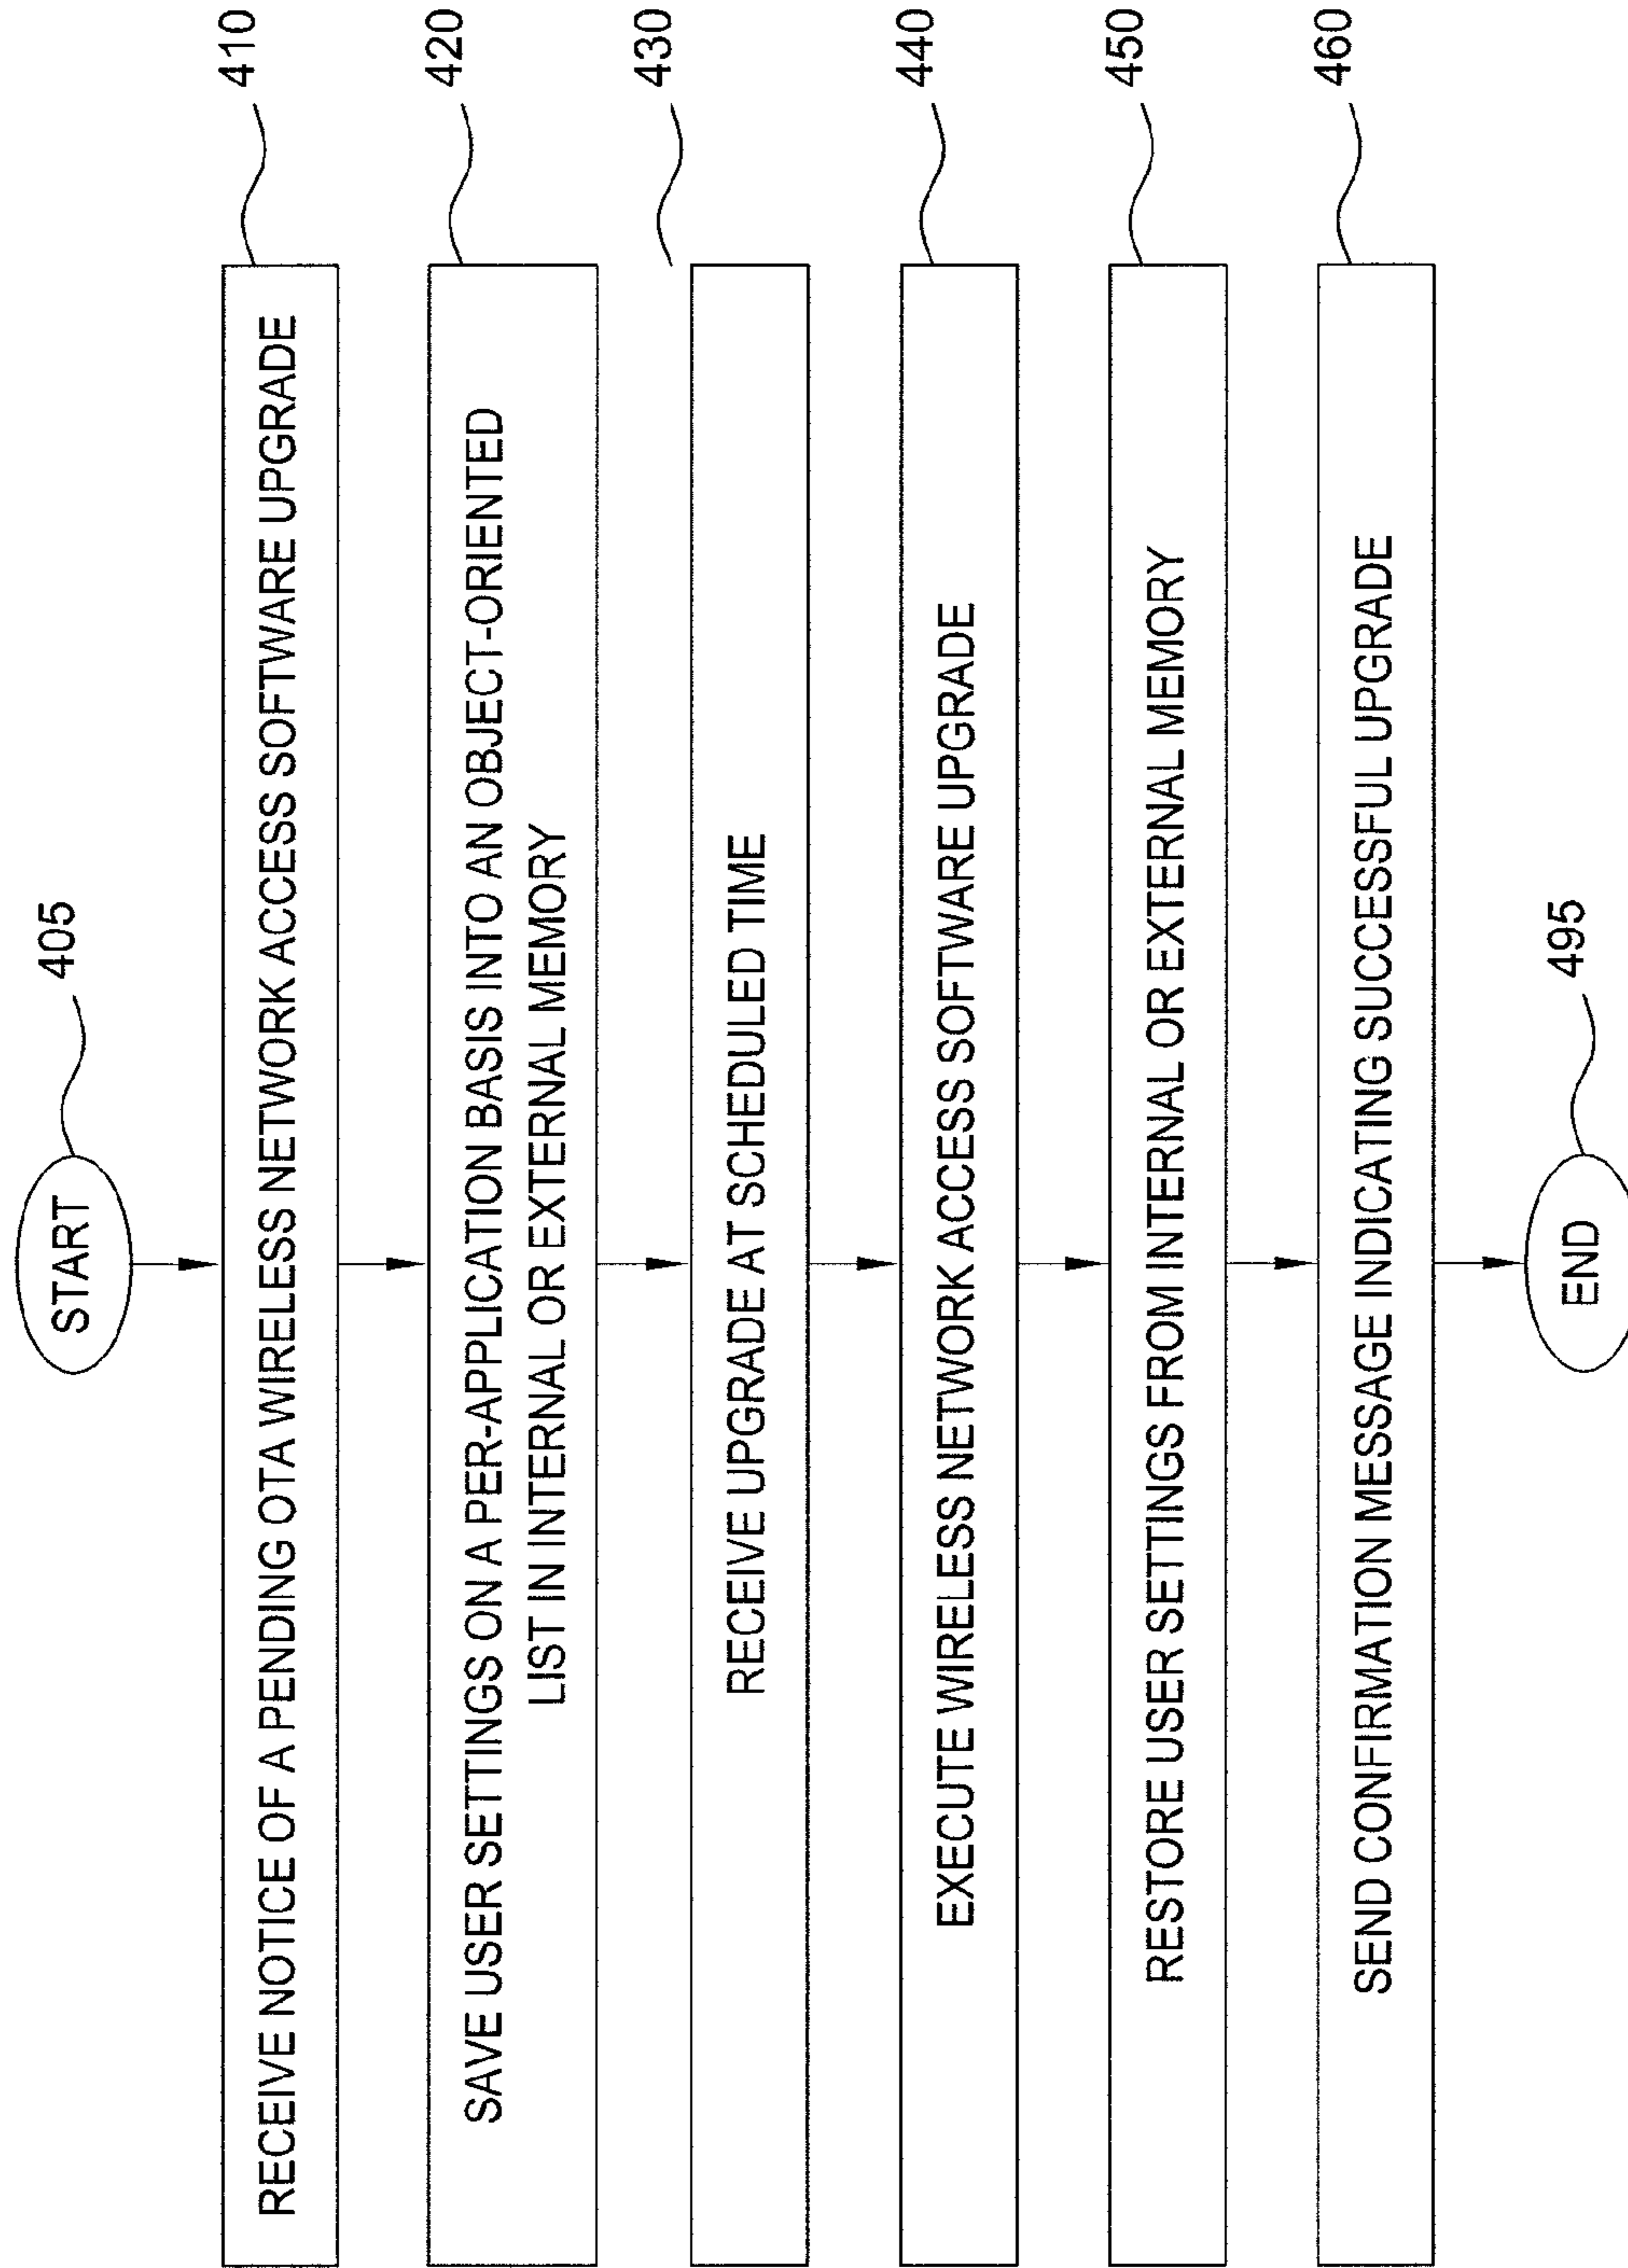 START
405
RECEIVE NOTICE OF A PENDING OTA WIRELESS NETWORK ACCESS SOFTWARE UPGRADE
410
SAVE USER SETTINGS ON A PER-APPLICATION BASIS INTO AN OBJECT-ORIENTED
LIST IN INTERNAL OR EXTERNAL MEMORY
420
RECEIVE UPGRADE AT SCHEDULED TIME
430
EXECUTE WIRELESS NETWORK ACCESS SOFTWARE UPGRADE
440
RESTORE USER SETTINGS FROM INTERNAL OR EXTERNAL MEMORY
450
SEND CONFIRMATION MESSAGE INDICATING SUCCESSFUL UPGRADE
460
END
495